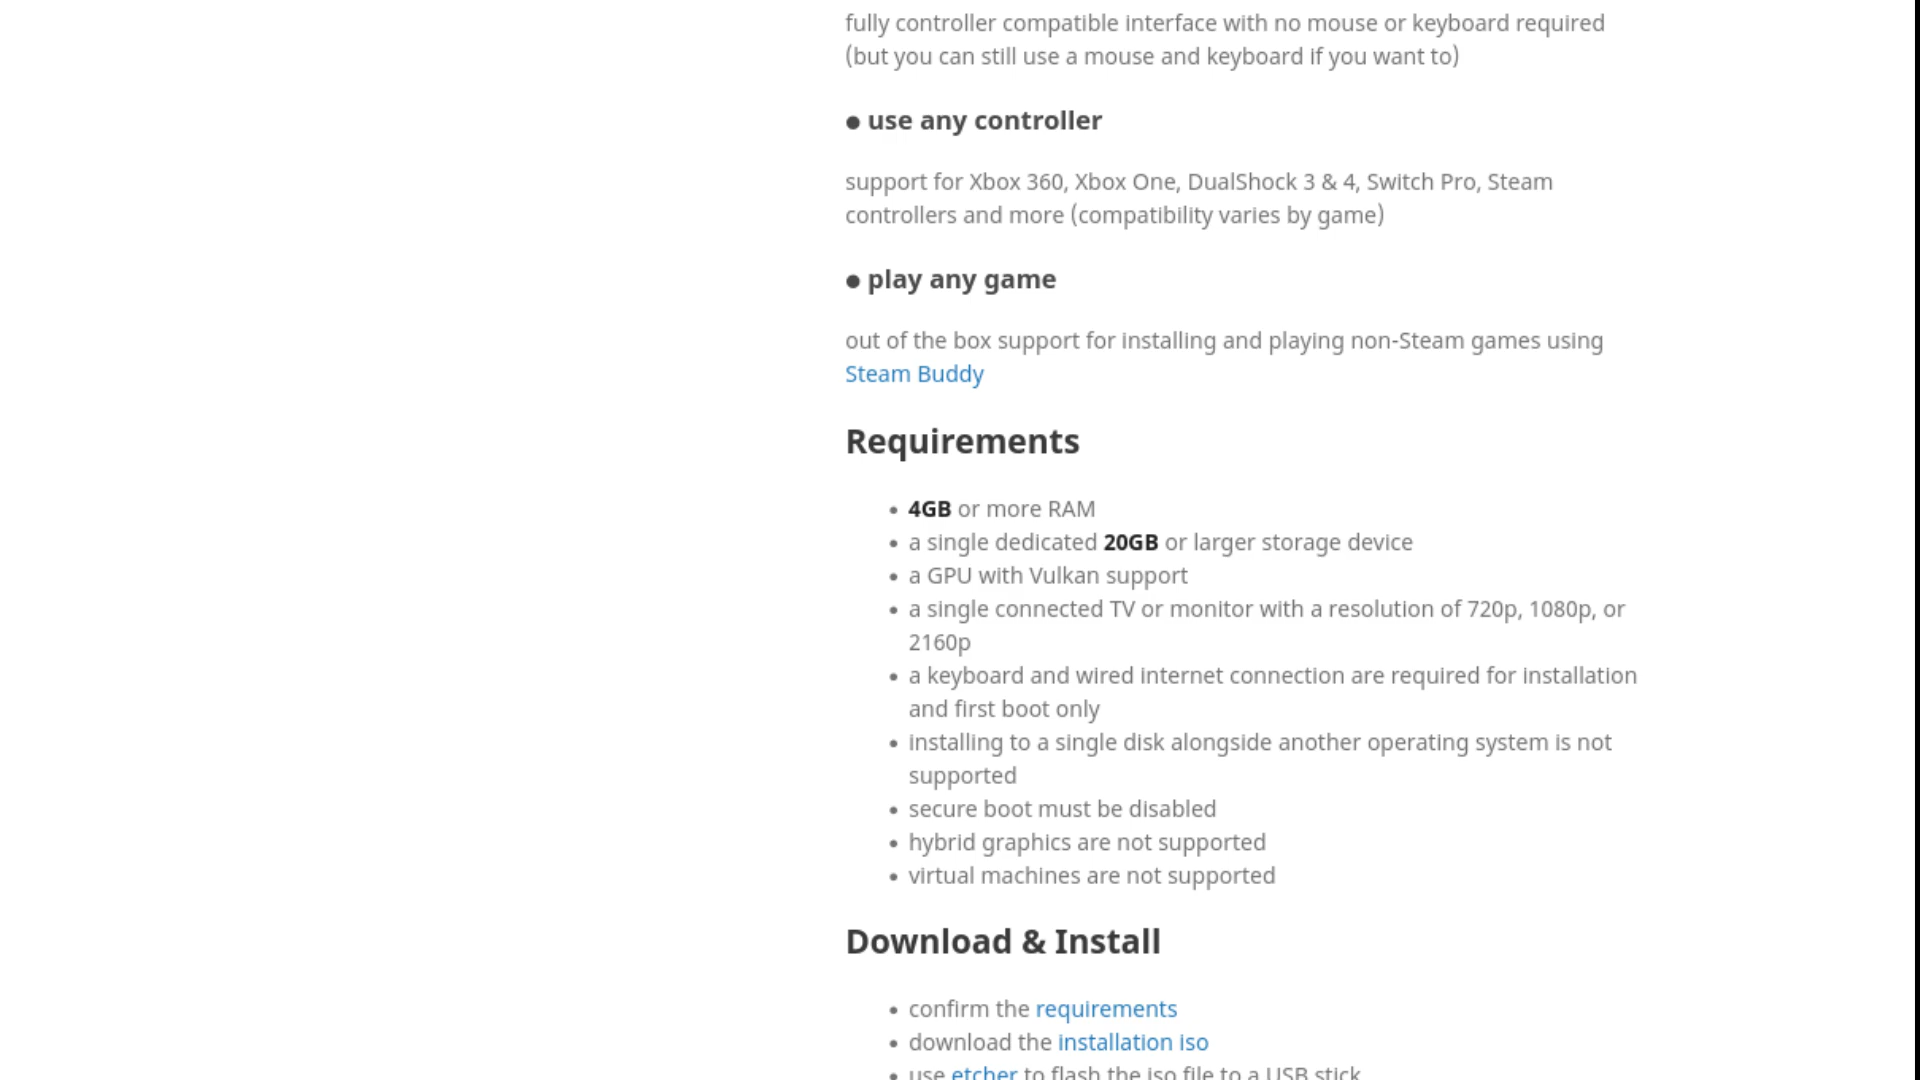 fully controller compatible interface with no mouse or keyboard required
(but you can still use a mouse and keyboard if you want to)
● use any controller
support for Xbox 360, Xbox One, DualShock 3 & 4, Switch Pro, Steam
controllers and more (compatibility varies by game)
● play any game
out of the box support for installing and playing non-Steam games using
Steam Buddy
Requirements
• 4GB or more RAM
• a single dedicated 20GB or larger storage device
• a GPU with Vulkan support
• a single connected TV or monitor with a resolution of 720p, 1080p, or
2160p
• a keyboard and wired internet connection are required for installation
and first boot only
• installing to a single disk alongside another operating system is not
supported
• secure boot must be disabled
• hybrid graphics are not supported
• virtual machines are not supported
Download & Install
• confirm the requirements
• download the installation iso
• use etcher to flash the iso file to a USB stick